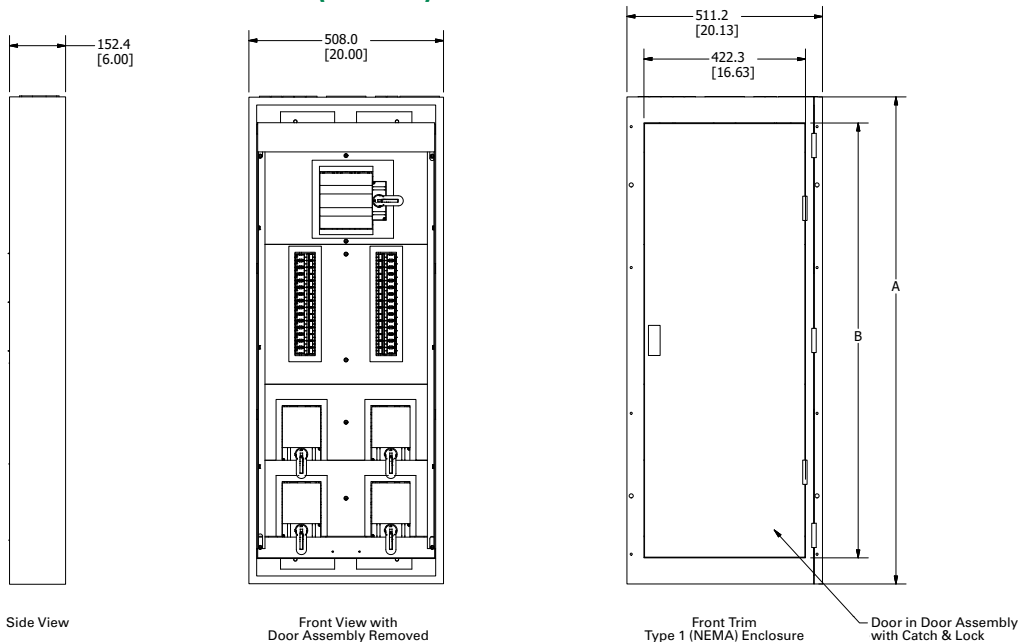 152.4
[6.00]
508.0
[20.00]
511.2
[20.13]
422.3
[16.63]
A
B
Side View
Front View with
Door Assembly Removed
Front Trim
Type 1 (NEMA) Enclosure
Door in Door Assembly
with Catch & Lock